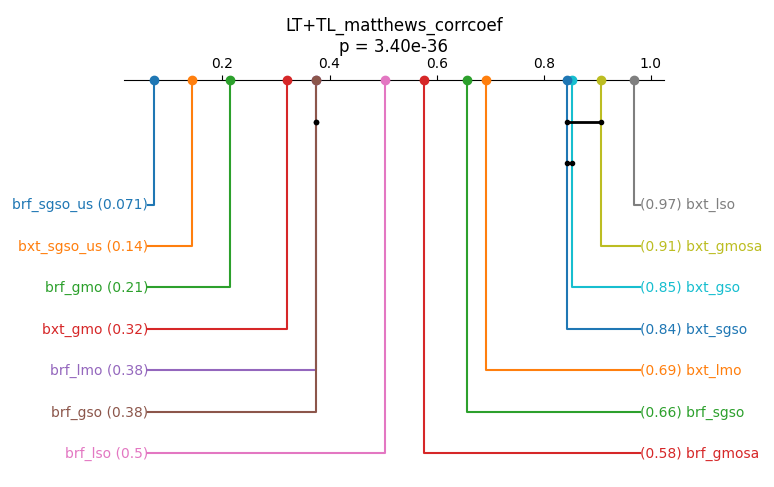 LT+TL_matthews_corrcoef
p = 3.40e-36
0.2 0.4 0.6 0.8 1.0
brf_sgso_us (0.071) (0.97) bxt_lso
bxt_sgso_us (0.14) (0.91) bxt_gmosa
brf_gmo (0.21) (0.85) bxt_gso
bxt_gmo (0.32) (0.84) bxt_sgso
brf_lmo (0.38) (0.69) bxt_lmo
brf_gso (0.38) (0.66) brf_sgso
brf_lso (0.5) (0.58) brf_gmosa